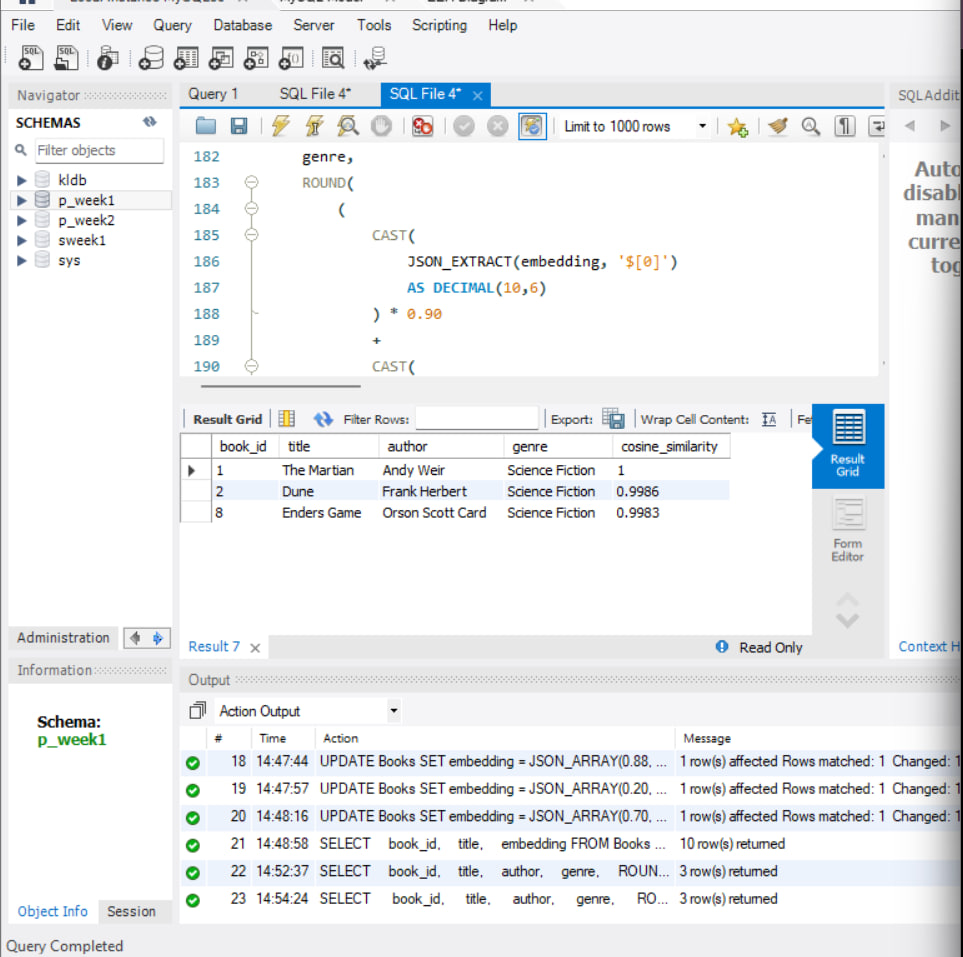 File Edit View Query Database Server Tools Scripting Help
Navigator
Query 1 SQL File 4* SQL File 4*
SCHEMAS
Filter objects
kldb
p_week1
p_week2
sweek1
sys
Limit to 1000 rows
182 genre,
183 ROUND(
184 (
185 CAST(
186 JSON_EXTRACT(embedding, '$[0]')
187 AS DECIMAL(10,6)
188 ) * 0.90
189 +
190 CAST(
Result Grid Filter Rows: Export: Wrap Cell Content:
book_id title author genre cosine_similarity
1 The Martian Andy Weir Science Fiction 1
2 Dune Frank Herbert Science Fiction 0.9986
8 Enders Game Orson Scott Card Science Fiction 0.9983
Result
Grid
Form
Editor
Administration
Result 7 Read Only
Information
Schema:
p_week1
Output
Action Output
# Time Action Message
18 14:47:44 UPDATE Books SET embedding = JSON_ARRAY(0.88, ... 1 row(s) affected Rows matched: 1 Changed: 1
19 14:47:57 UPDATE Books SET embedding = JSON_ARRAY(0.20, ... 1 row(s) affected Rows matched: 1 Changed: 1
20 14:48:16 UPDATE Books SET embedding = JSON_ARRAY(0.70, ... 1 row(s) affected Rows matched: 1 Changed: 1
21 14:48:58 SELECT book_id, title, embedding FROM Books ... 10 row(s) returned
22 14:52:37 SELECT book_id, title, author, genre, ROUN... 3 row(s) returned
23 14:54:24 SELECT book_id, title, author, genre, RO... 3 row(s) returned
Object Info Session
Query Completed